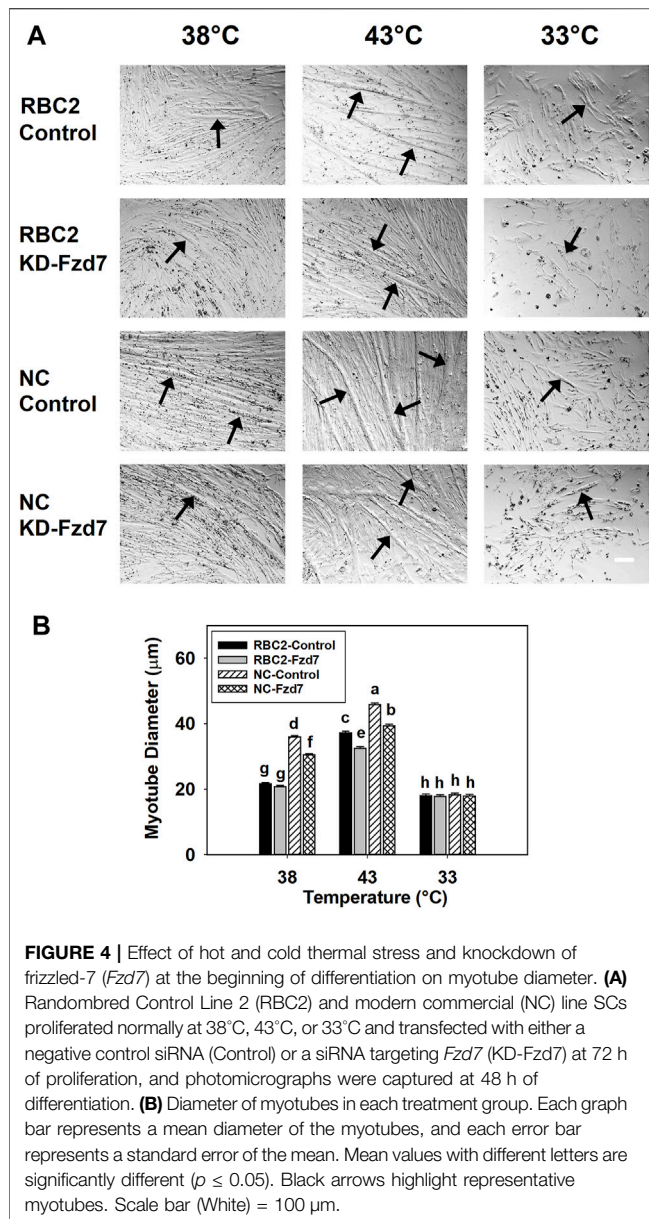 A
38°C 43°C 33°C
RBC2
Control
RBC2
KD-Fzd7
NC
Control
NC
KD-Fzd7
B
Myotube Diameter (µm)
60
40
20
0
RBC2-Control
RBC2-Fzd7
NC-Control
NC-Fzd7
g g d f
c e a b
h h h h
38 43 33
Temperature (°C)
FIGURE 4 | Effect of hot and cold thermal stress and knockdown of
frizzled-7 (Fzd7) at the beginning of differentiation on myotube diameter. (A)
Randombred Control Line 2 (RBC2) and modern commercial (NC) line SCs
proliferated normally at 38°C, 43°C, or 33°C and transfected with either a
negative control siRNA (Control) or a siRNA targeting Fzd7 (KD-Fzd7) at 72 h
of proliferation, and photomicrographs were captured at 48 h of
differentiation. (B) Diameter of myotubes in each treatment group. Each graph
bar represents a mean diameter of the myotubes, and each error bar
represents a standard error of the mean. Mean values with different letters are
significantly different (p ≤ 0.05). Black arrows highlight representative
myotubes. Scale bar (White) = 100 µm.